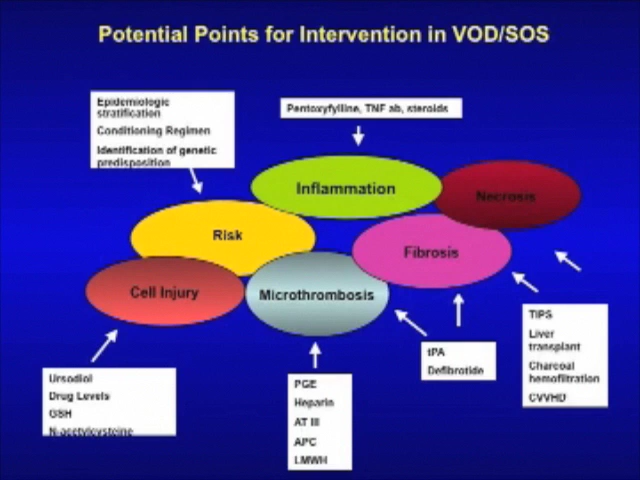 Potential Points for Intervention in VOD/SOS
Epidemiologic
stratification
Conditioning Regimen
Identification of genetic
predisposition
Pentoxyfylline, TNF ab, steroids
Inflammation
Necrosis
Risk
Fibrosis
Cell Injury
Microthrombosis
TIPS
Liver
transplant
Charcoal
hemofiltration
CVVHD
tPA
Defibrotide
Ursodiol
Drug Levels
GSH
N-acetylcysteine
PGE
Heparin
AT III
APC
LMWH